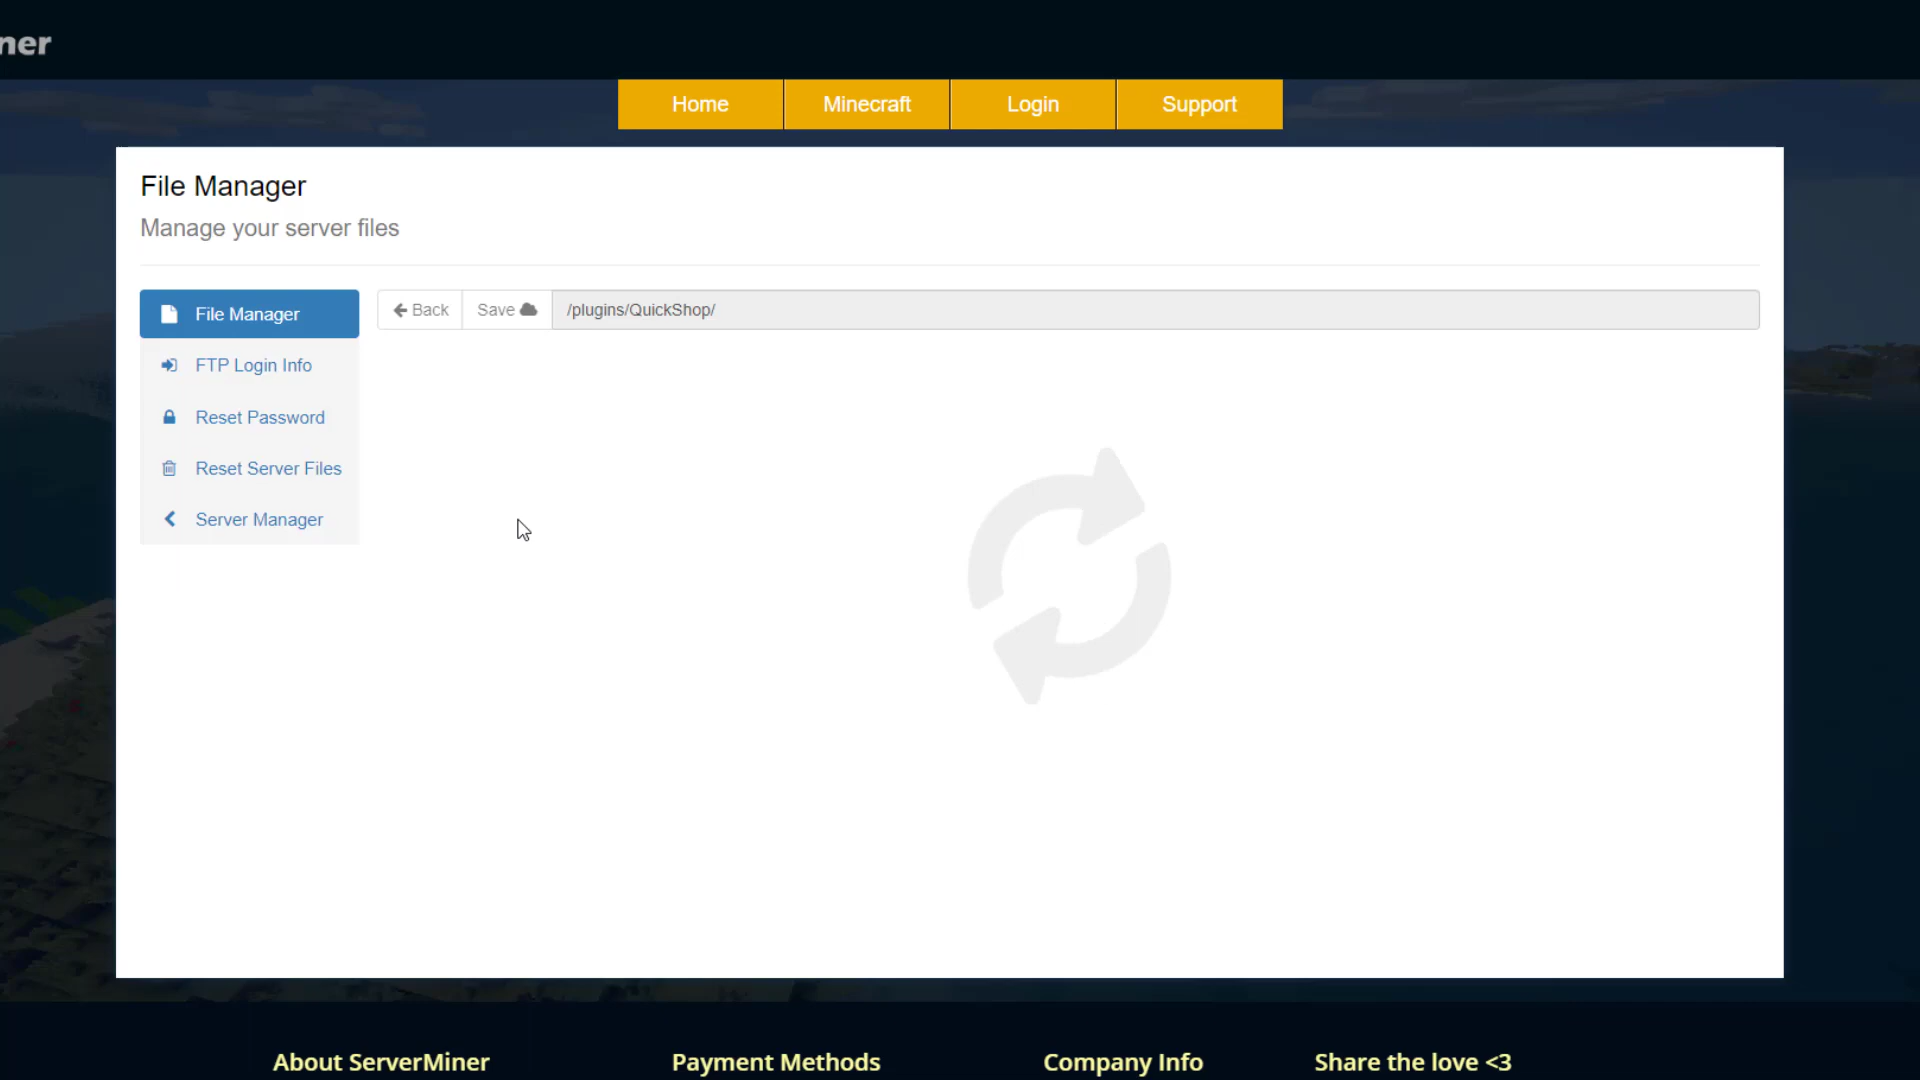 ner
Home
Minecraft
Login
Support
File Manager
Manage your server files
File Manager
Back
Save
/plugins/QuickShop/
FTP Login Info
Reset Password
Reset Server Files
Server Manager
About ServerMiner
Payment Methods
Company Info
Share the love <3